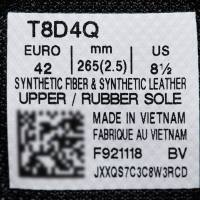 T8D4Q
EURO mm US
42 265(2.5) 8½
SYNTHETIC FIBER & SYNTHETIC LEATHER
UPPER / RUBBER SOLE
MADE IN VIETNAM
FABRIQUE AU VIETNAM
F921118 BV
JXXQS7C3C8W3RCD